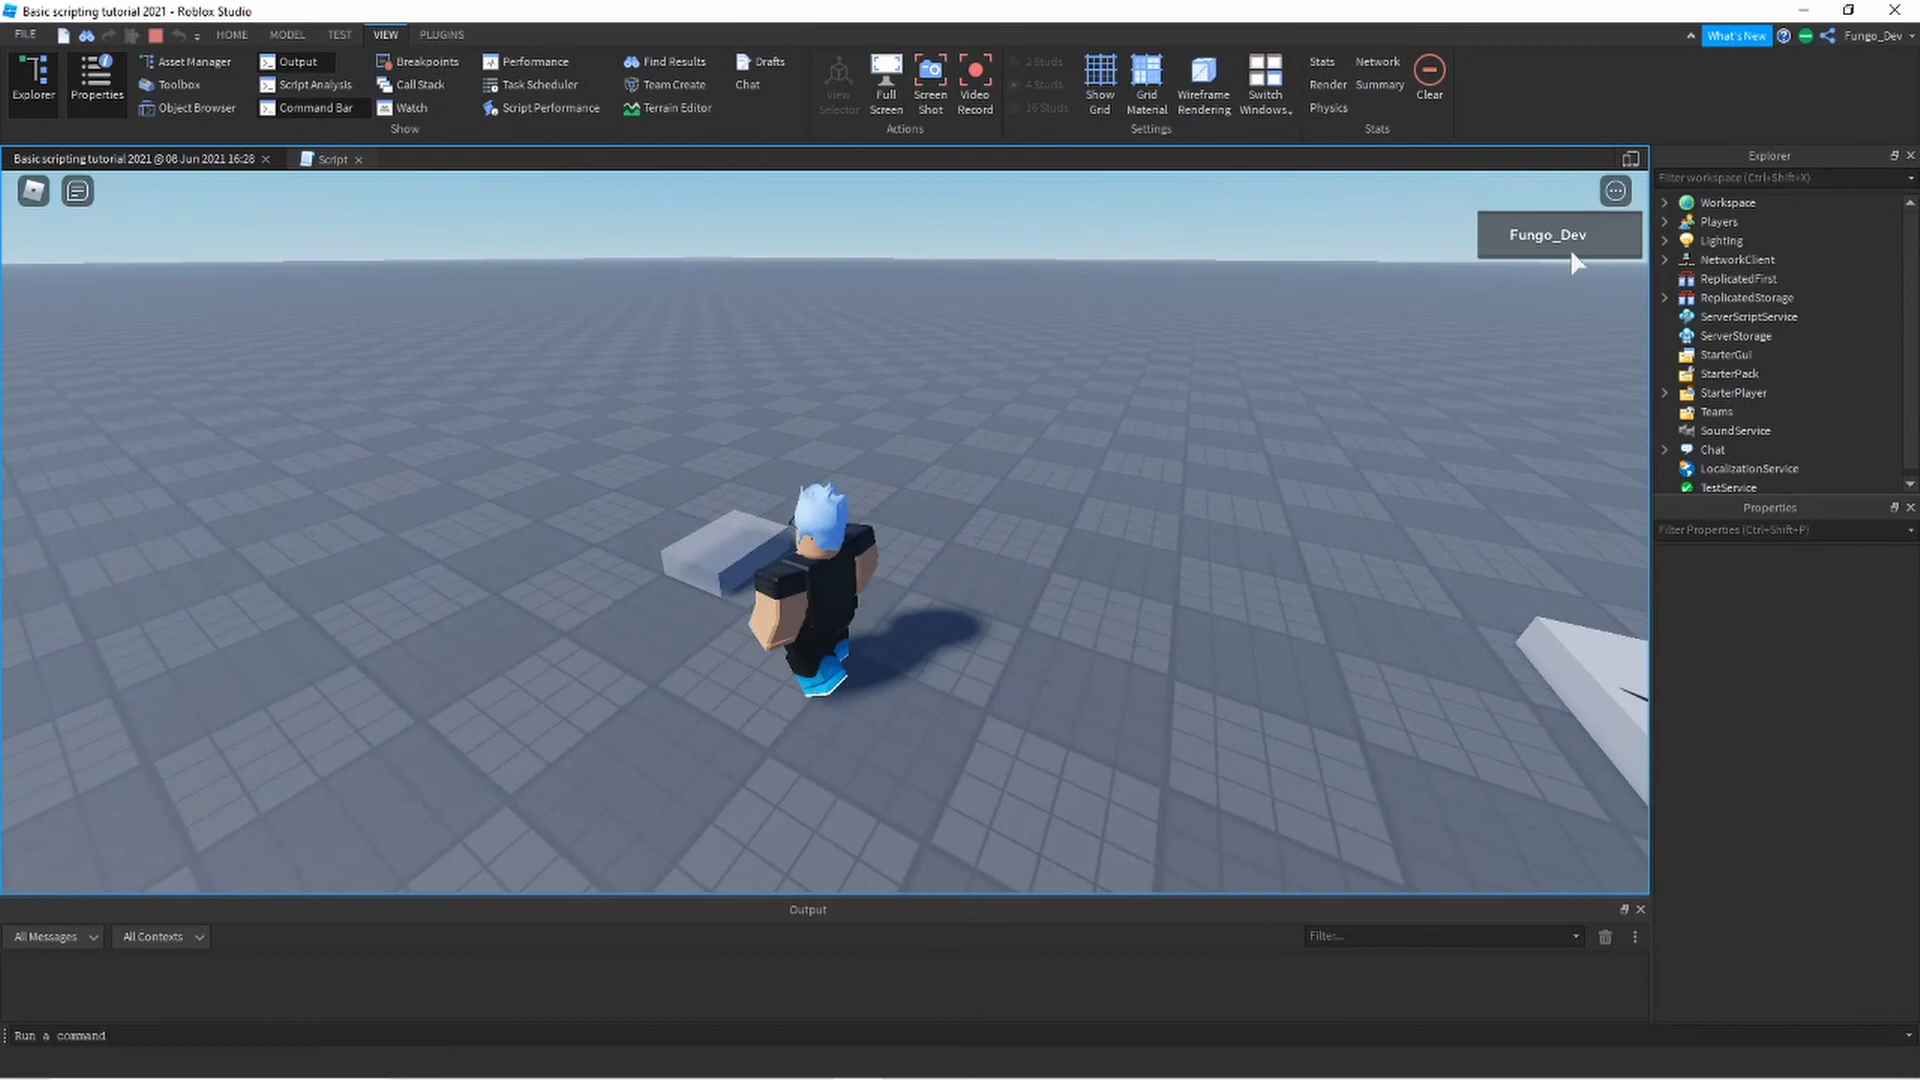 Basic scripting tutorial 2021 - Roblox Studio
FILE HOME MODEL TEST VIEW PLUGINS What's New Fungo_Dev
Explorer
Properties
Asset Manager
Toolbox
Object Browser
Output
Script Analysis
Command Bar
Breakpoints
Call Stack
Watch
Performance
Task Scheduler
Script Performance
Find Results
Team Create
Terrain Editor
Drafts
Chat
Show
View
Selector
Full
Screen
Screen
Shot
Video
Record
Actions
2 Studs
4 Studs
16 Studs
Show
Grid
Grid
Material
Wireframe
Rendering
Switch
Windows
Settings
Stats
Render
Physics
Network
Summary
Clear
Stats
Basic scripting tutorial 2021 @ 08 Jun 2021 16:28
Script
Fungo_Dev
Explorer
Filter workspace (Ctrl+Shift+X)
Workspace
Players
Lighting
NetworkClient
ReplicatedFirst
ReplicatedStorage
ServerScriptService
ServerStorage
StarterGui
StarterPack
StarterPlayer
Teams
SoundService
Chat
LocalizationService
TestService
Properties
Filter Properties (Ctrl+Shift+P)
Output
All Messages All Contexts Filter...
Run a command